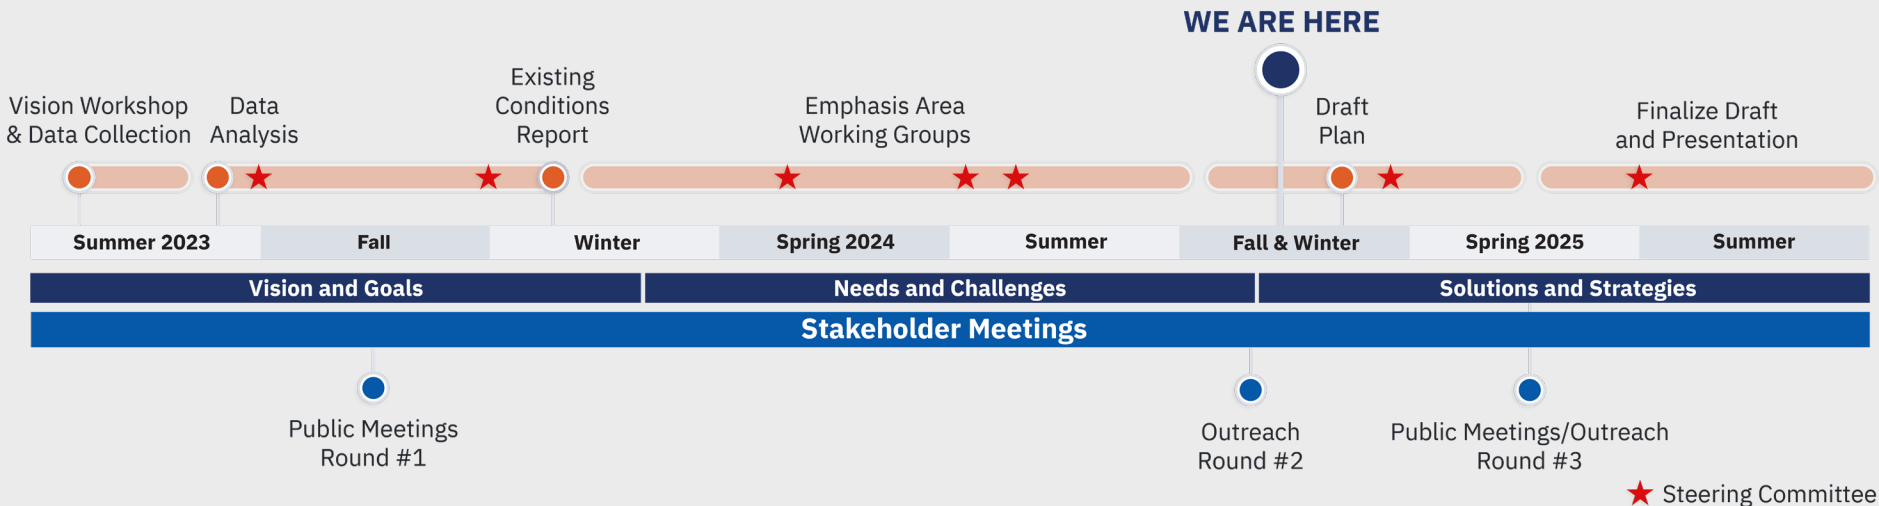 WE ARE HERE
Vision Workshop
& Data Collection
Data
Analysis
Existing
Conditions
Report
Emphasis Area
Working Groups
Draft
Plan
Finalize Draft
and Presentation
Summer 2023
Fall
Winter
Spring 2024
Summer
Fall & Winter
Spring 2025
Summer
Vision and Goals
Needs and Challenges
Solutions and Strategies
Stakeholder Meetings
Public Meetings
Round #1
Outreach
Round #2
Public Meetings/Outreach
Round #3
Steering Committee